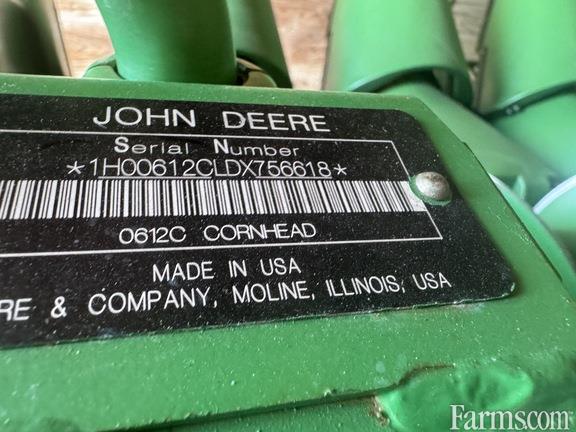 JOHN DEERE
Serial Number
*1H00612CLDX756618*
0612C CORNHEAD
MADE IN USA
RE & COMPANY, MOLINE, ILLINOIS, USA
Farms.com